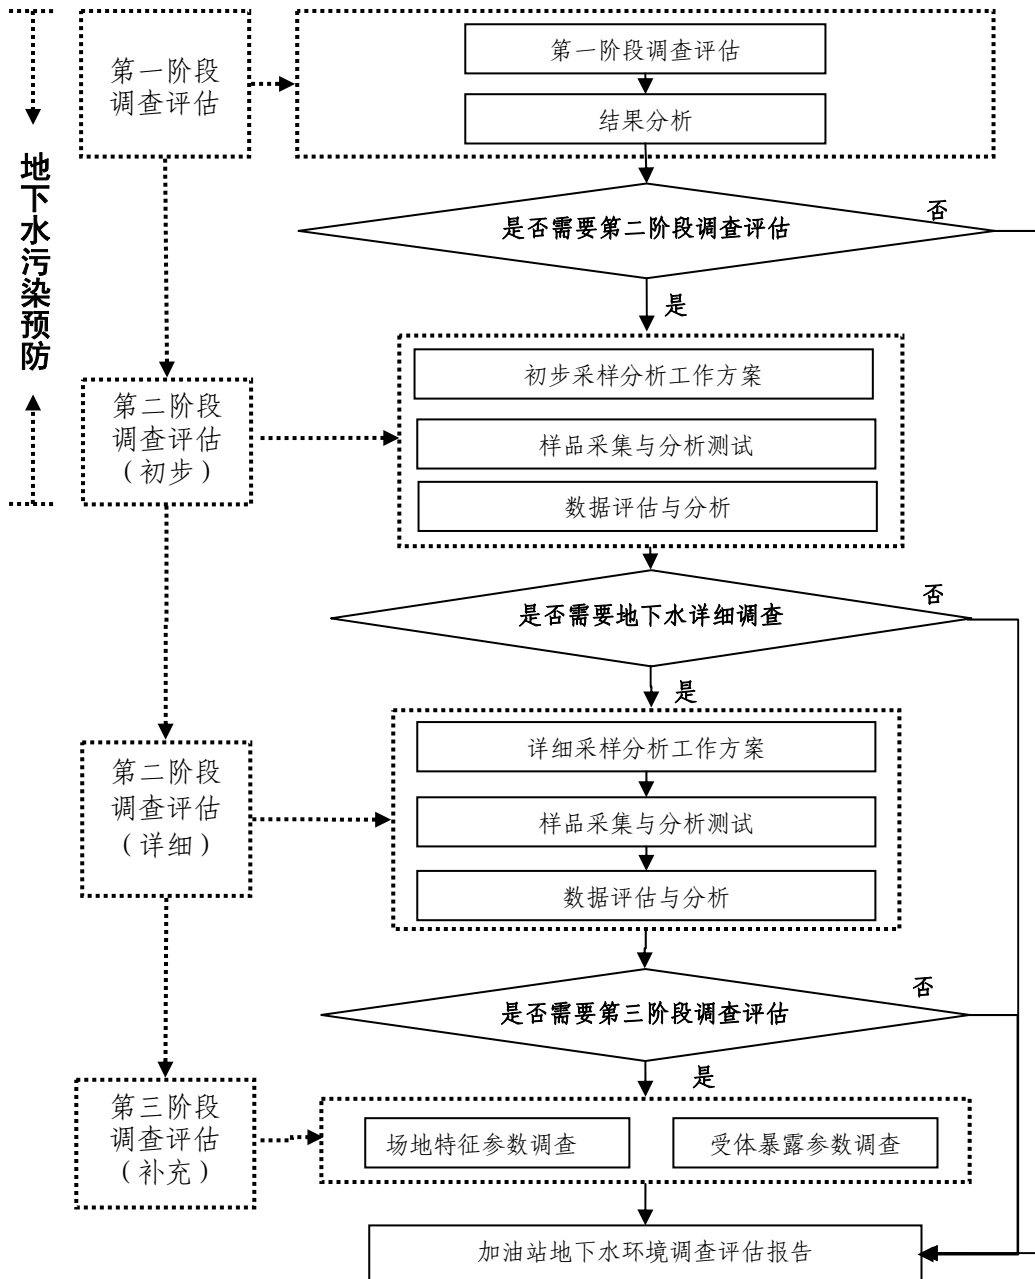 地下水污染预防
第一阶段
调查评估
第一阶段调查评估
结果分析
是否需要第二阶段调查评估
否
是
第二阶段
调查评估
（初步）
初步采样分析工作方案
样品采集与分析测试
数据评估与分析
是否需要地下水详细调查
否
是
第二阶段
调查评估
（详细）
详细采样分析工作方案
样品采集与分析测试
数据评估与分析
是否需要第三阶段调查评估
否
是
第三阶段
调查评估
（补充）
场地特征参数调查
受体暴露参数调查
加油站地下水环境调查评估报告